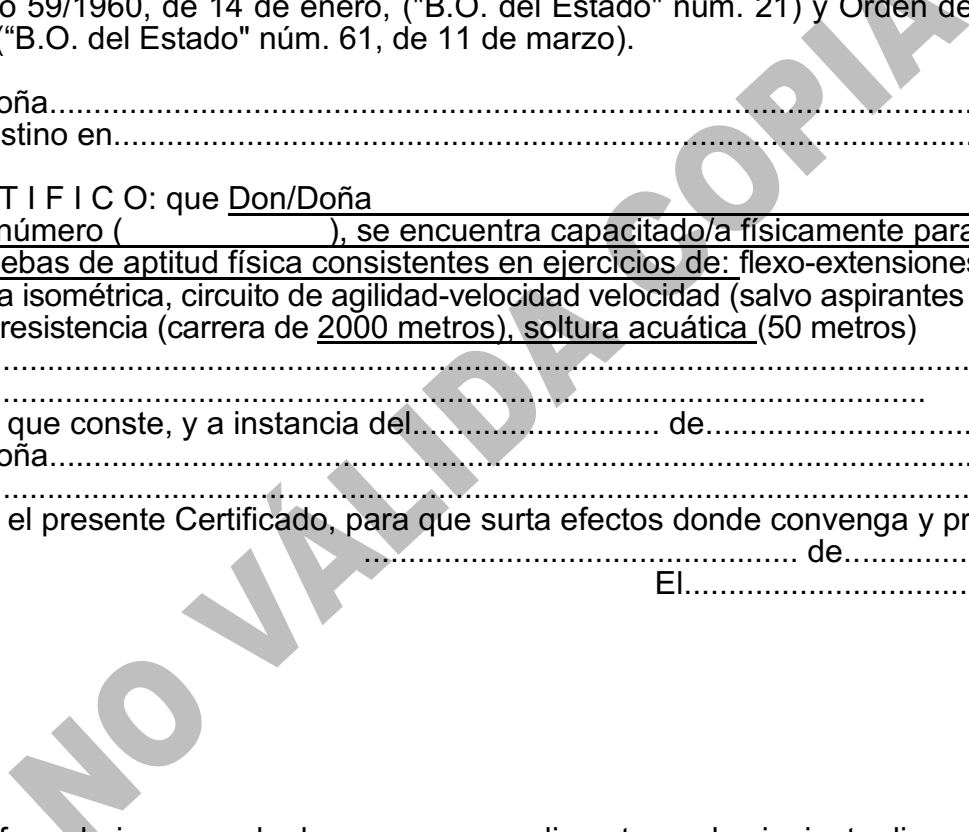 o 59/1960, de 14 de enero, ("B.O. del Estado" núm. 21) y Orden de
("B.O. del Estado" núm. 61, de 11 de marzo).
oña..........................................................................................................
stino en..................................................................................................
T I F I C O: que Don/Doña
número (                    ), se encuentra capacitado/a físicamente para
ebas de aptitud física consistentes en ejercicios de: flexo-extensiones
a isométrica, circuito de agilidad-velocidad velocidad (salvo aspirantes
resistencia (carrera de 2000 metros), soltura acuática (50 metros)
................................................................................................................
.........................................................................................................
que conste, y a instancia del............................ de..............................
oña..........................................................................................................
................................................................................................................
el presente Certificado, para que surta efectos donde convenga y pr
............................................... de..............
El................................
NO VÁLIDA COPIA